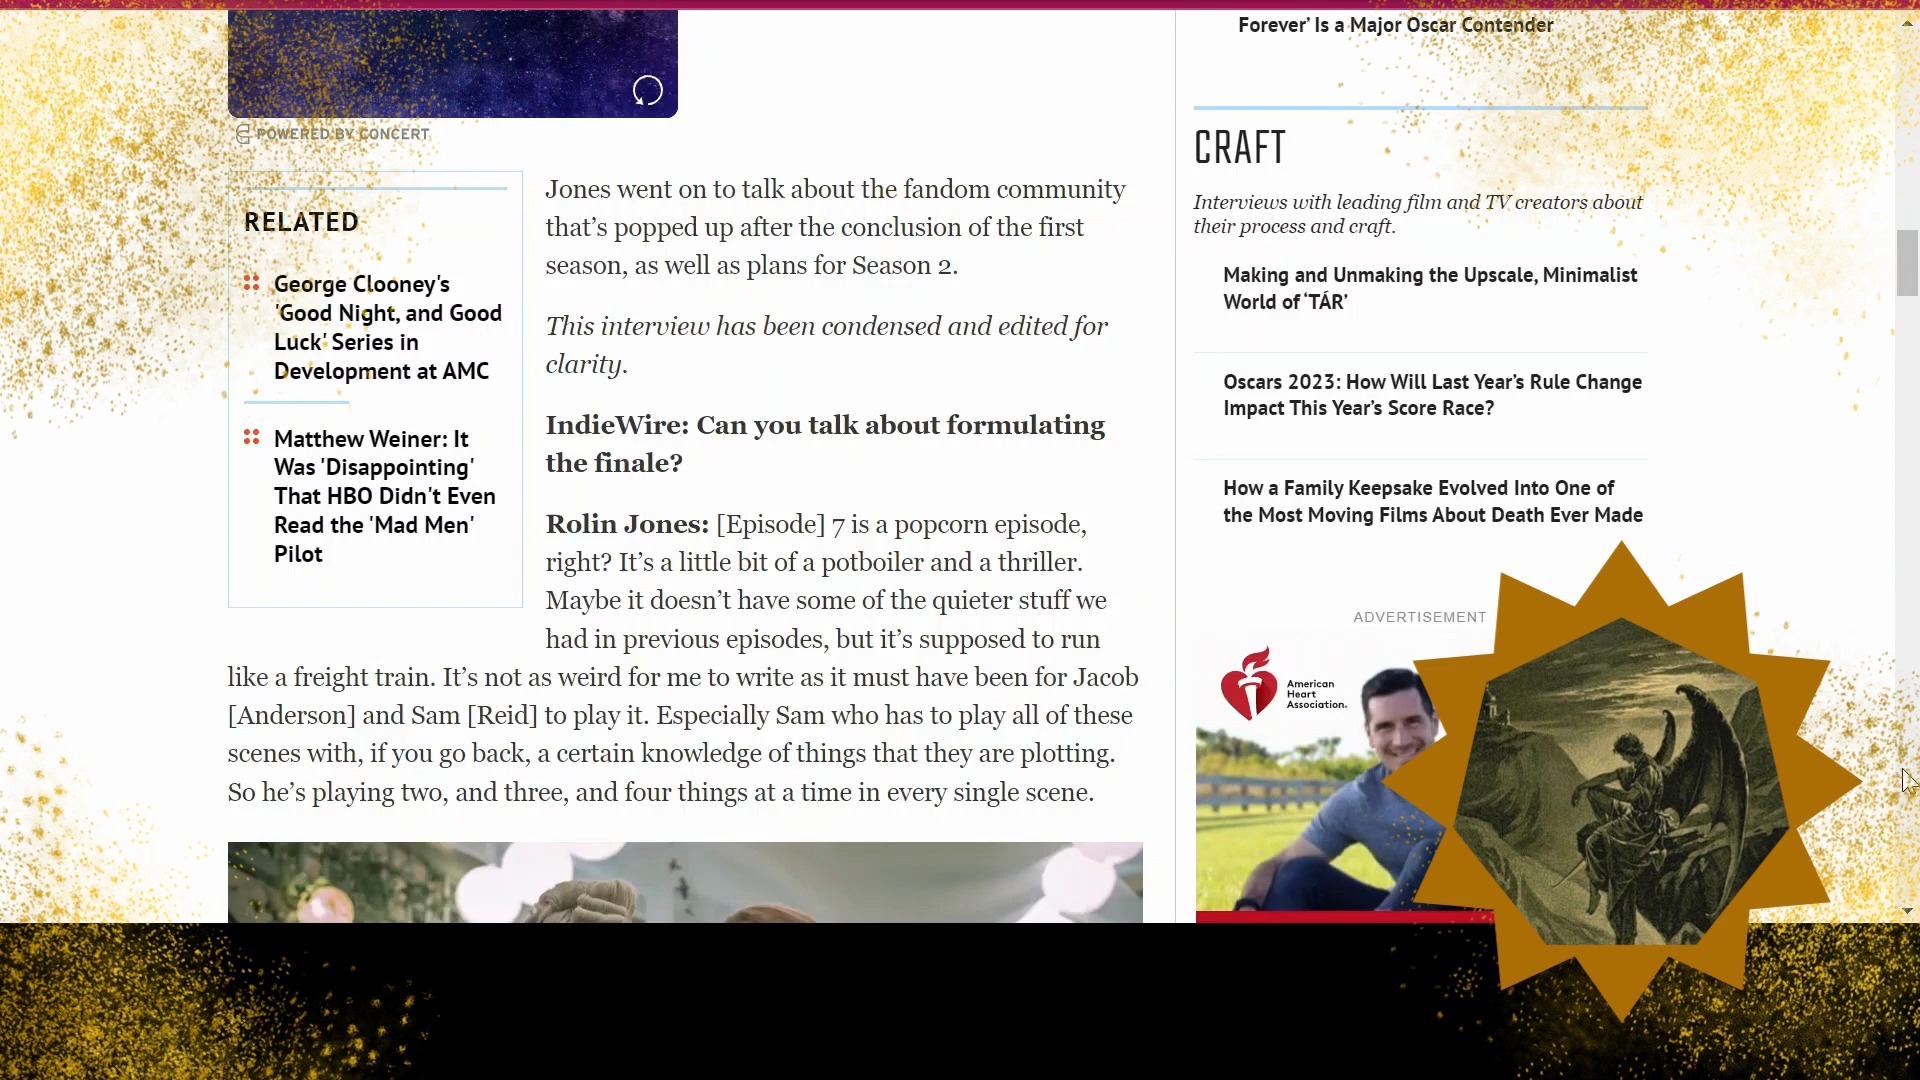 POWERED BY CONCERT
RELATED
George Clooney's
'Good Night, and Good
Luck' Series in
Development at AMC
Matthew Weiner: It
Was 'Disappointing'
That HBO Didn't Even
Read the 'Mad Men'
Pilot
Jones went on to talk about the fandom community
that’s popped up after the conclusion of the first
season, as well as plans for Season 2.
This interview has been condensed and edited for
clarity.
IndieWire: Can you talk about formulating
the finale?
Rolin Jones: [Episode] 7 is a popcorn episode,
right? It’s a little bit of a potboiler and a thriller.
Maybe it doesn’t have some of the quieter stuff we
had in previous episodes, but it’s supposed to run
like a freight train. It’s not as weird for me to write as it must have been for Jacob
[Anderson] and Sam [Reid] to play it. Especially Sam who has to play all of these
scenes with, if you go back, a certain knowledge of things that they are plotting.
So he’s playing two, and three, and four things at a time in every single scene.
Forever’ Is a Major Oscar Contender
CRAFT
Interviews with leading film and TV creators about
their process and craft.
Making and Unmaking the Upscale, Minimalist
World of ‘TÁR’
Oscars 2023: How Will Last Year’s Rule Change
Impact This Year’s Score Race?
How a Family Keepsake Evolved Into One of
the Most Moving Films About Death Ever Made
ADVERTISEMENT
American
Heart
Association.